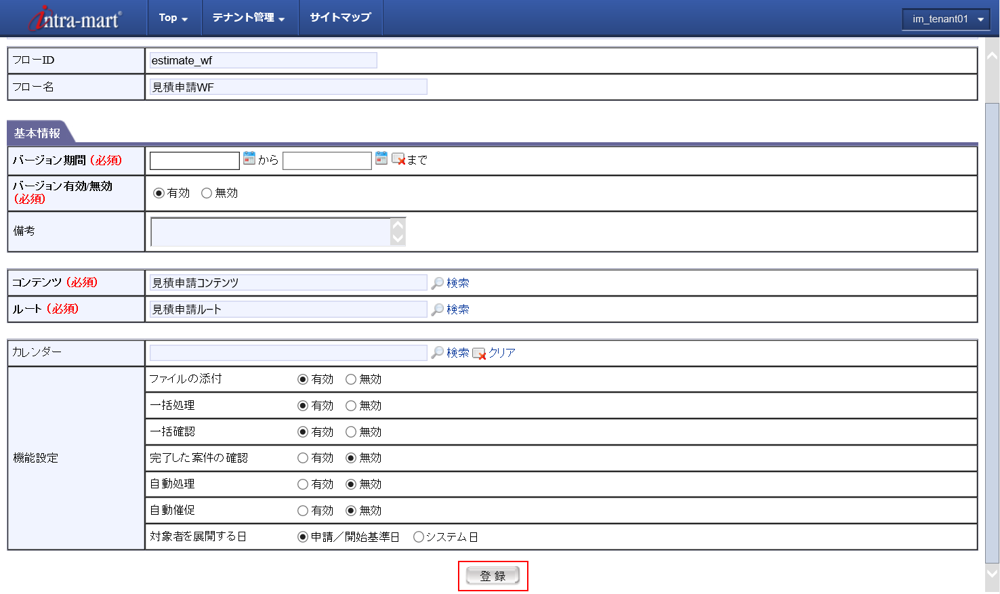 intra-mart
Top テナント管理 サイトマップ im_tenant01
フローID estimate_wf
フロー名 見積申請WF
基本情報
バージョン期間 (必須) から まで
バージョン有効/無効
(必須) 有効 無効
備考
コンテンツ (必須) 見積申請コンテンツ 検索
ルート (必須) 見積申請ルート 検索
カレンダー 検索 クリア
機能設定
ファイルの添付 有効 無効
一括処理 有効 無効
一括確認 有効 無効
完了した案件の確認 有効 無効
自動処理 有効 無効
自動催促 有効 無効
対象者を展開する日 申請／開始基準日 システム日
登録